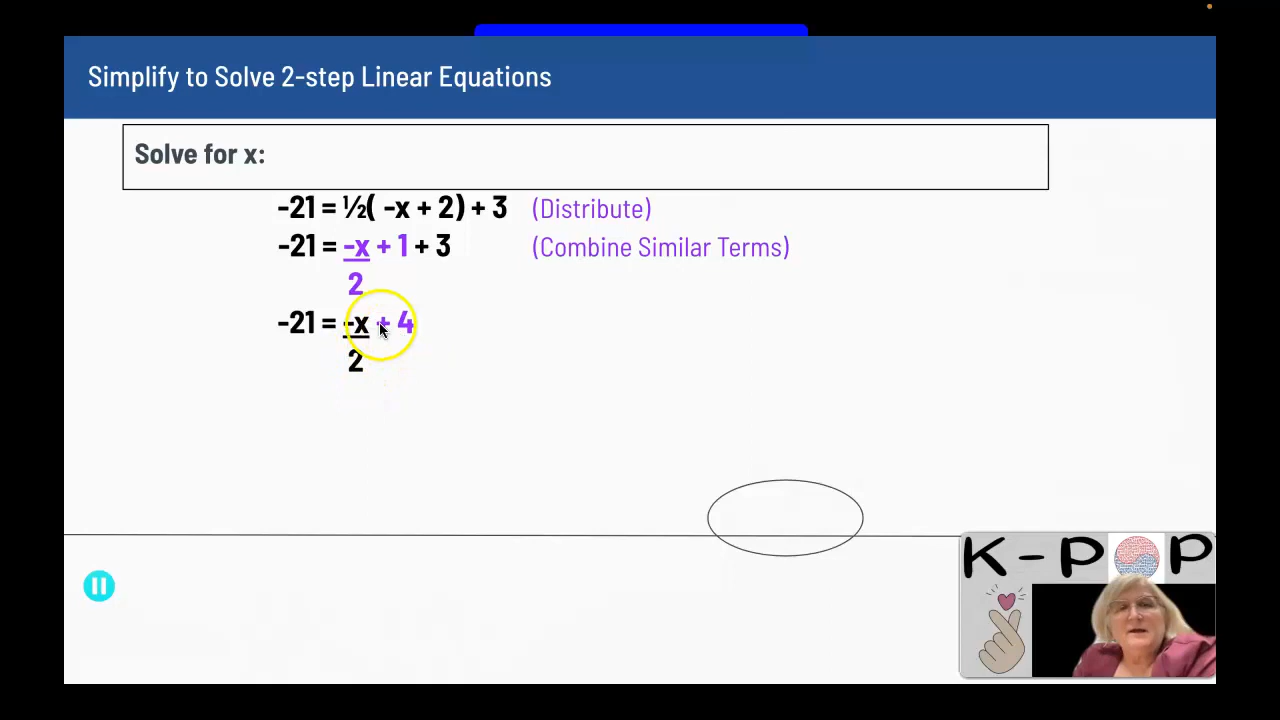 Simplify to Solve 2-step Linear Equations
Solve for x:
-21 = ½( -x + 2) + 3 (Distribute)
-21 = -x + 1 + 3 (Combine Similar Terms)
2
-21 = -x + 4
2
K-POP